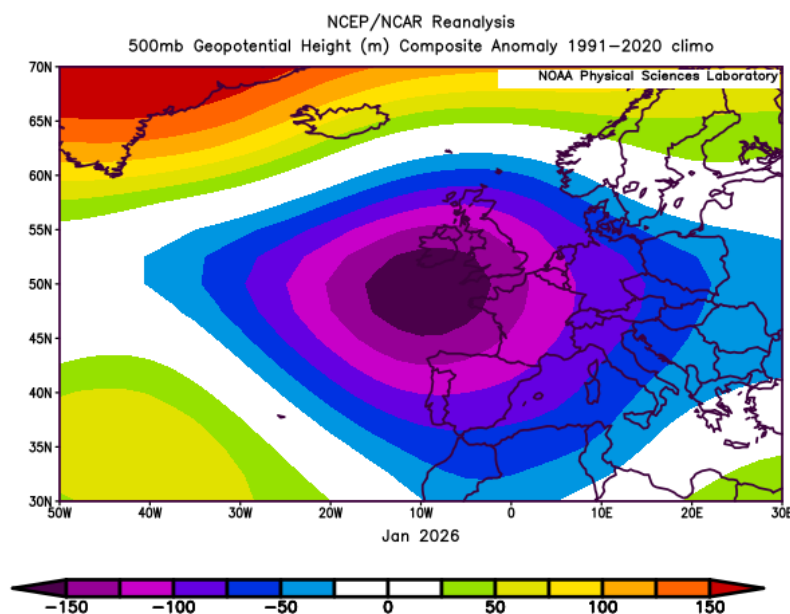 NCEP/NCAR Reanalysis
500mb Geopotential Height (m) Composite Anomaly 1991−2020 climo
NOAA Physical Sciences Laboratory
70N
65N
60N
55N
50N
45N
40N
35N
30N
50W 40W 30W 20W 10W 0 10E 20E 30E
Jan 2026
−150 −100 −50 0 50 100 150